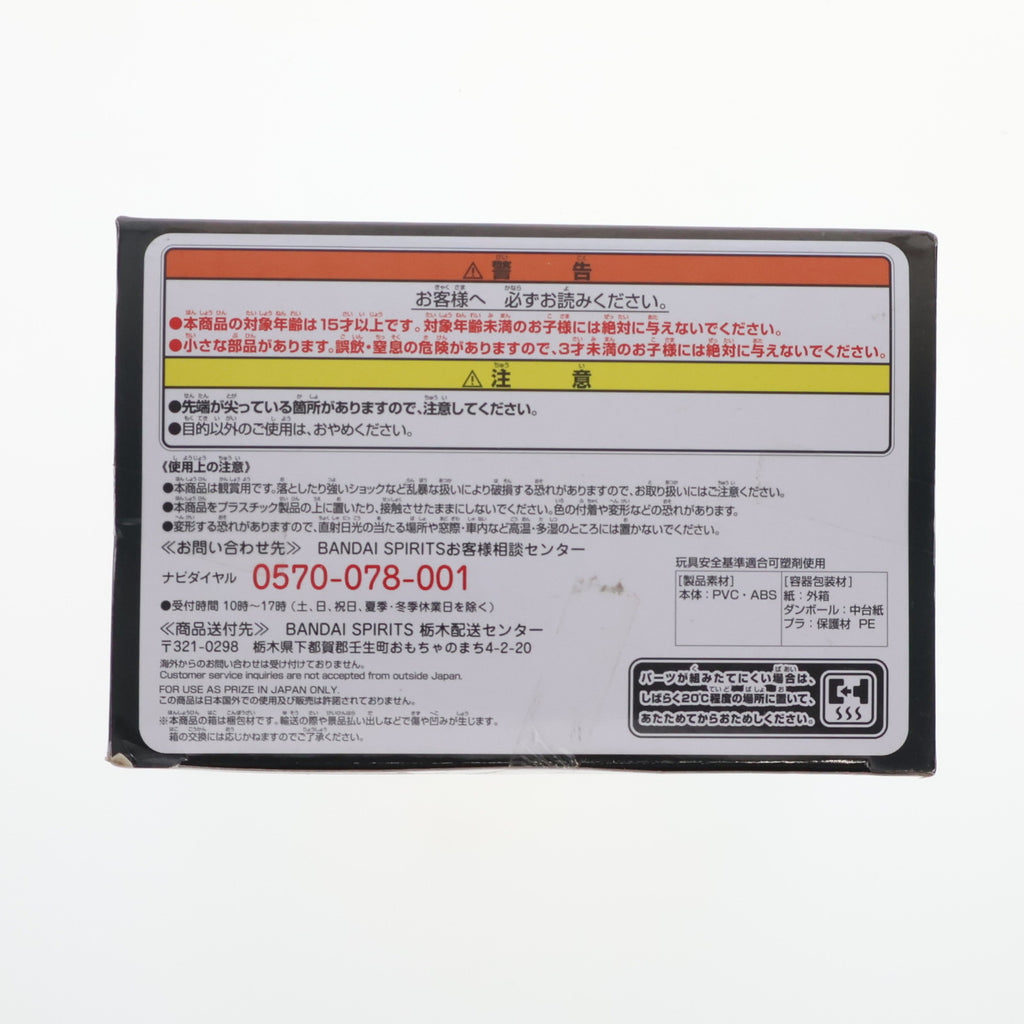 ⚠警告
お客様へ 必ずお読みください。
●本商品の対象年齢は15才以上です。対象年齢未満のお子様には絶対に与えないでください。
●小さな部品があります。誤飲・窒息の危険がありますので、3才未満のお子様には絶対に与えないでください。
⚠注意
●先端が尖っている箇所がありますので、注意してください。
●目的以外のご使用は、おやめください。
《使用上の注意》
●本商品は観賞用です。落としたり強いショックなど乱暴な扱いにより破損する恐れがありますので、お取り扱いにはご注意ください。
●本商品をプラスチック製品の上に置いたり、接触させたままにしないでください。色の付着や変形などの恐れがあります。
●変形する恐れがありますので、直射日光の当たる場所や窓際・車内など高温・多湿のところには置かないでください。
≪お問い合わせ先≫ BANDAI SPIRITSお客様相談センター
ナビダイヤル 0570-078-001
●受付時間 10時~17時(土、日、祝日、夏季・冬季休業日を除く)
≪商品送付先≫ BANDAI SPIRITS 栃木配送センター
〒321-0298 栃木県下都賀郡壬生町おもちゃのまち4-2-20
海外からのお問い合わせは受け付けておりません。
Customer service inquiries are not accepted from outside Japan.
FOR USE AS PRIZE IN JAPAN ONLY.
この商品は日本国外での使用及び販売は許諾されておりません。
※本商品の箱は梱包材です。輸送の際や景品払い出しなどで傷や凹みが生じます。
箱の交換には応じかねますのでご了承ください。
玩具安全基準適合可塑剤使用
[製品素材]
本体:PVC・ABS
[容器包装材]
紙:外箱
ダンボール:中台紙
プラ:保護材 PE
パーツが組みたてにくい場合は、
しばらく20℃程度の場所に置いて、
あたためてからおためしください。